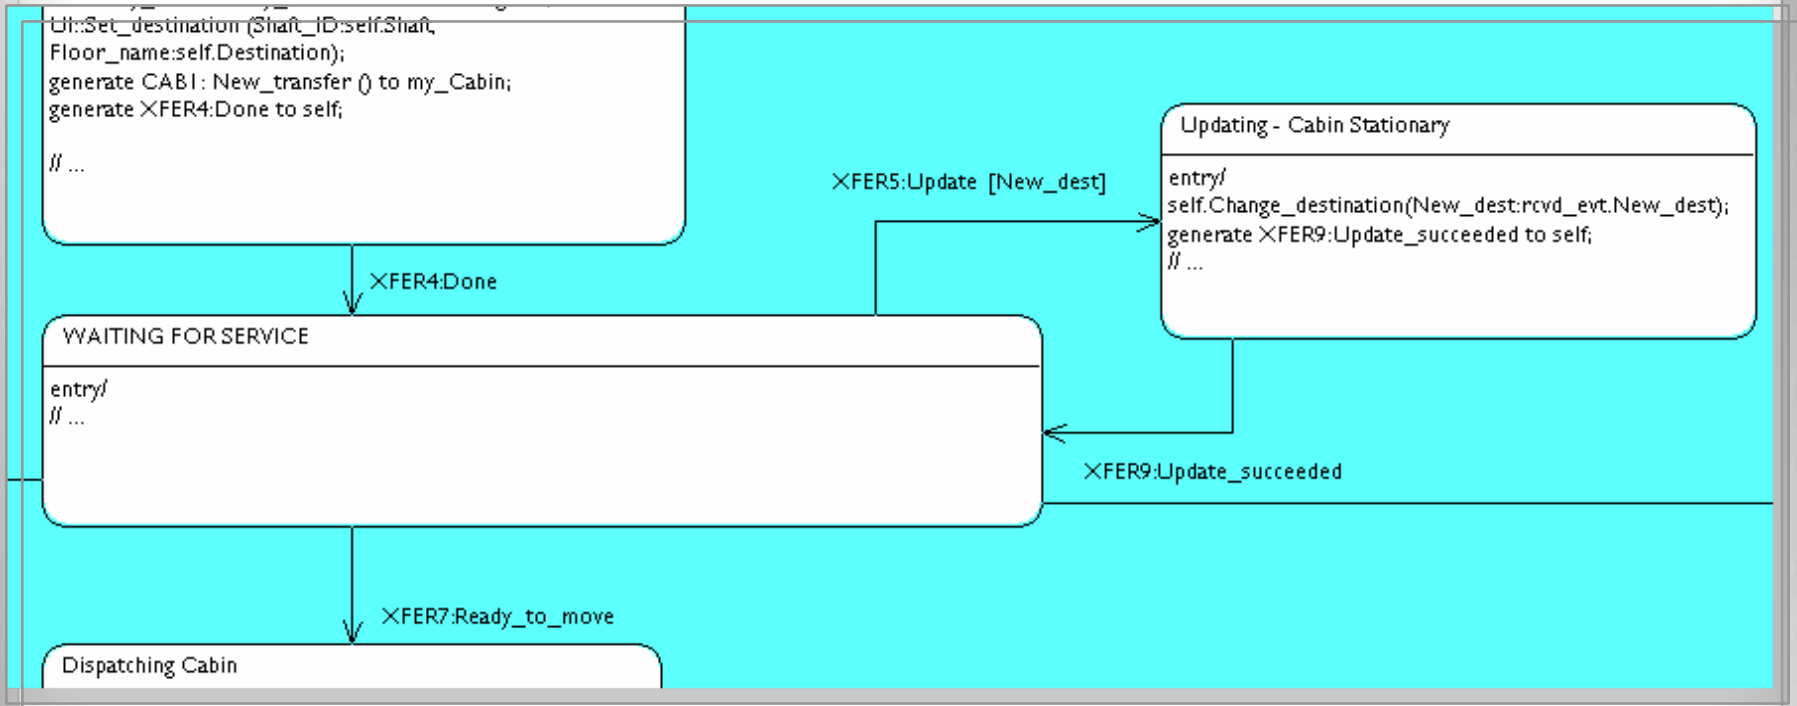 UI::Set_destination (Shaft_ID:self.Shaft,
Floor_name:self.Destination);
generate CAB1: New_transfer () to my_Cabin;
generate XFER4:Done to self;
// ...
XFER4:Done
XFER5:Update [New_dest]
Updating - Cabin Stationary
entry/
self.Change_destination(New_dest:rcvd_evt.New_dest);
generate XFER9:Update_succeeded to self;
// ...
WAITING FOR SERVICE
entry/
// ...
XFER9:Update_succeeded
XFER7:Ready_to_move
Dispatching Cabin